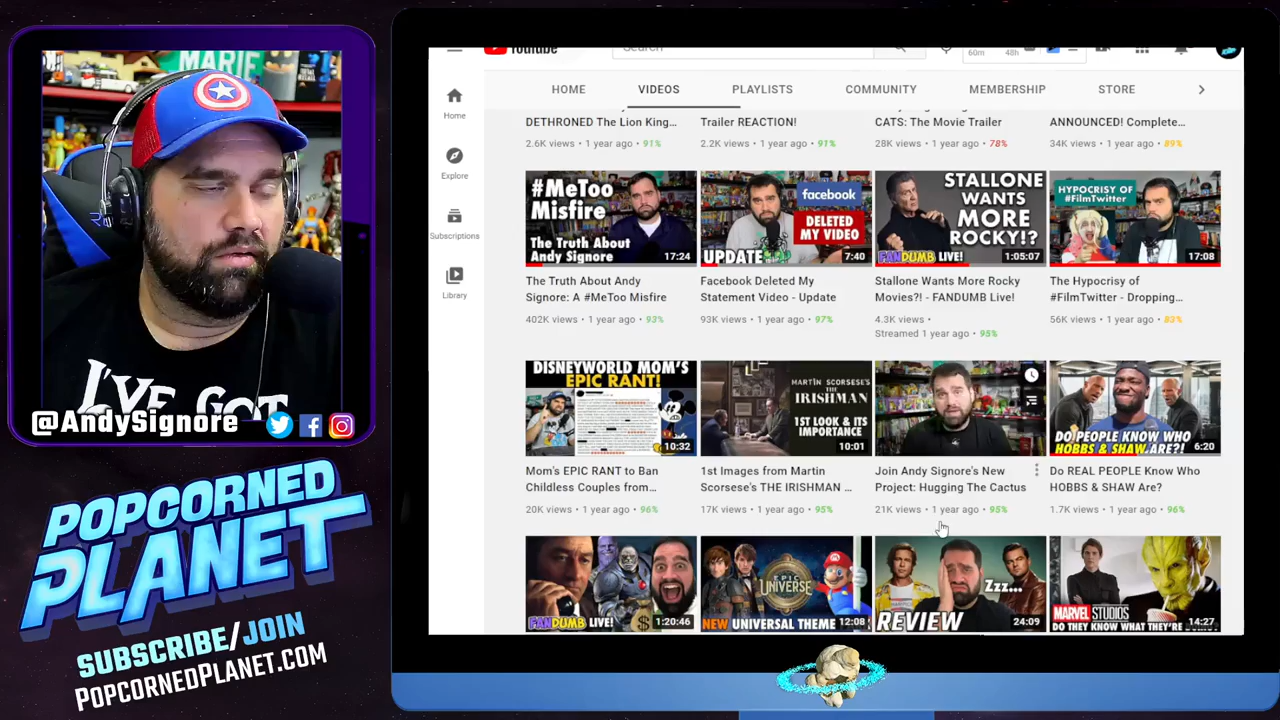 MARIE
I'VE GOT
@AndySignore
POPCORNED
PLANET
SUBSCRIBE/JOIN
POPCORNEDPLANET.COM
YouTube
Search
60m
48h
Home
Explore
Subscriptions
Library
HOME
VIDEOS
PLAYLISTS
COMMUNITY
MEMBERSHIP
STORE
DETHRONED The Lion King...
2.6K views • 1 year ago • 91%
Trailer REACTION!
2.2K views • 1 year ago • 91%
CATS: The Movie Trailer
28K views • 1 year ago • 78%
ANNOUNCED! Complete...
34K views • 1 year ago • 89%
#MeToo
Misfire
The Truth About
Andy Signore
17:24
The Truth About Andy
Signore: A #MeToo Misfire
402K views • 1 year ago • 93%
facebook
DELETED
MY VIDEO
UPDATE
7:40
Facebook Deleted My
Statement Video - Update
93K views • 1 year ago • 97%
STALLONE
WANTS
MORE
ROCKY!?
FANDUMB LIVE!
1:05:07
Stallone Wants More Rocky
Movies?! - FANDUMB Live!
4.3K views •
Streamed 1 year ago • 95%
HYPOCRISY OF
#FILMTWITTER
17:08
The Hypocrisy of
#FilmTwitter - Dropping...
56K views • 1 year ago • 83%
DISNEYWORLD MOM'S
EPIC RANT!
10:32
Mom's EPIC RANT to Ban
Childless Couples from...
20K views • 1 year ago • 96%
MARTIN SCORSESE'S
THE
IRISHMAN
1ST LOOK & ITS
IMPORTANCE
10:01
1st Images from Martin
Scorsese's THE IRISHMAN ...
17K views • 1 year ago • 95%
Join Andy Signore's New
Project: Hugging The Cactus
21K views • 1 year ago • 95%
DO PEOPLE KNOW WHO
HOBBS & SHAW ARE?!
6:20
Do REAL PEOPLE Know Who
HOBBS & SHAW Are?
1.7K views • 1 year ago • 96%
FANDUMB LIVE!
1:20:46
EPIC
UNIVERSE
NEW UNIVERSAL THEME
12:08
Zzz...
REVIEW
24:09
MARVEL STUDIOS
DO THEY KNOW WHAT THEY'RE
14:27